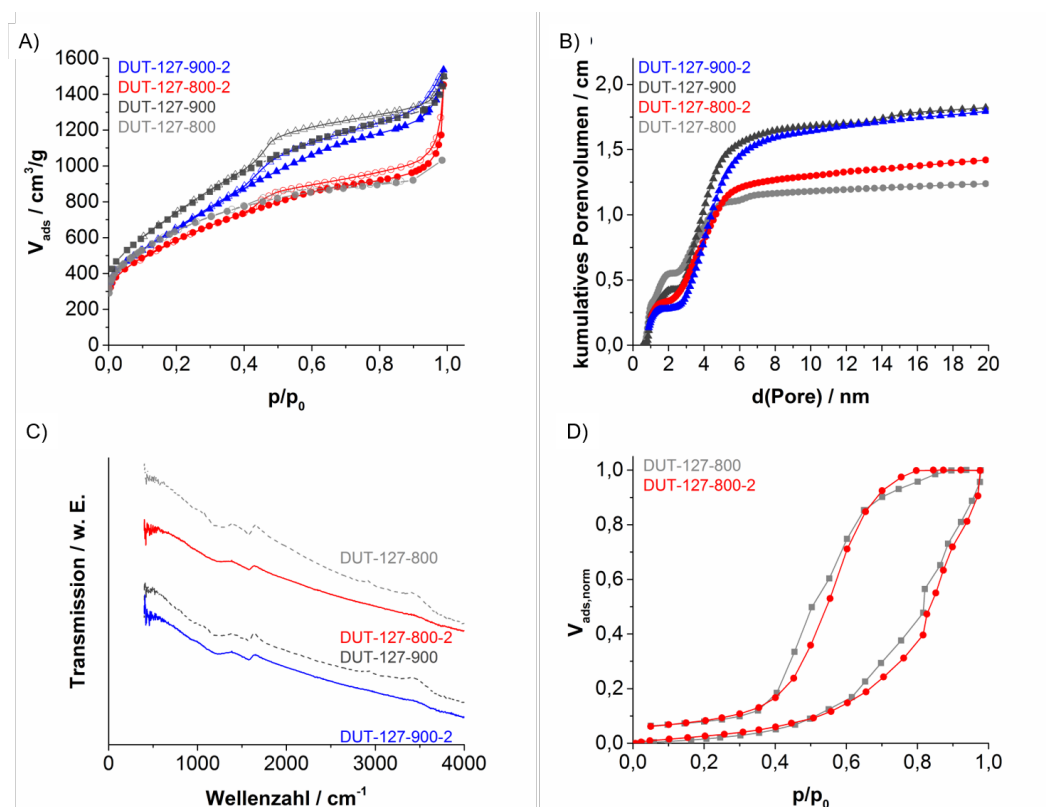 A)
DUT-127-900-2
DUT-127-800-2
DUT-127-900
DUT-127-800
1600
1400
1200
1000
800
600
400
200
0
V_ads / cm³/g
0,0 0,2 0,4 0,6 0,8 1,0
p/p₀
B)
DUT-127-900-2
DUT-127-900
DUT-127-800-2
DUT-127-800
2,0
1,5
1,0
0,5
0,0
kumulatives Porenvolumen / cm
0 2 4 6 8 10 12 14 16 18 20
d(Pore) / nm
C)
Transmission / w. E.
DUT-127-800
DUT-127-800-2
DUT-127-900
DUT-127-900-2
0 1000 2000 3000 4000
Wellenzahl / cm⁻¹
D)
DUT-127-800
DUT-127-800-2
1,0
0,8
0,6
0,4
0,2
0,0
V_ads,norm
0,0 0,2 0,4 0,6 0,8 1,0
p/p₀